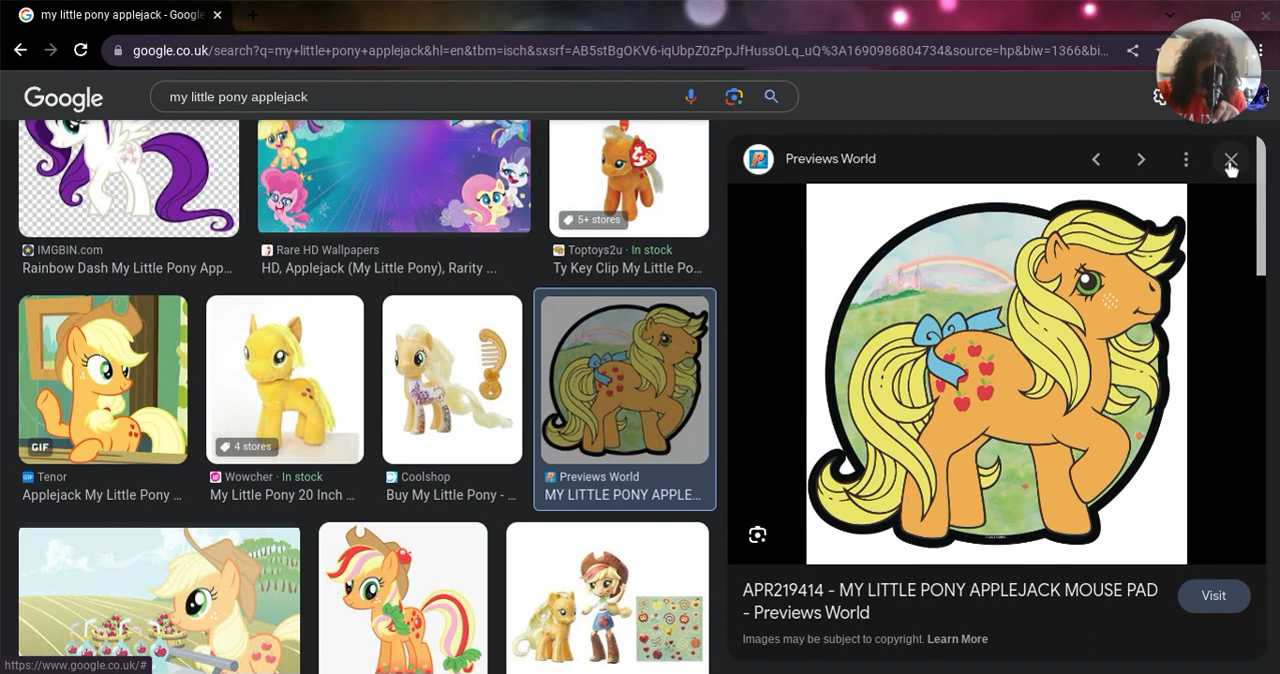 my little pony applejack - Google
google.co.uk/search?q=my+little+pony+applejack&hl=en&tbm=isch&sxsrf=AB5stBgOKV6-iqUbpZ0zPpJfHussOLq_uQ%3A1690986804734&source=hp&biw=1366&bi...
Google
my little pony applejack
5+ stores
IMGBIN.com
Rainbow Dash My Little Pony App...
Rare HD Wallpapers
HD, Applejack (My Little Pony), Rarity ...
Toptoys2u · In stock
Ty Key Clip My Little Po...
GIF
4 stores
Tenor
Applejack My Little Pony ...
Wowcher · In stock
My Little Pony 20 Inch ...
Coolshop
Buy My Little Pony - ...
Previews World
MY LITTLE PONY APPLE...
https://www.google.co.uk/#
Previews World
APR219414 - MY LITTLE PONY APPLEJACK MOUSE PAD
- Previews World
Visit
Images may be subject to copyright. Learn More